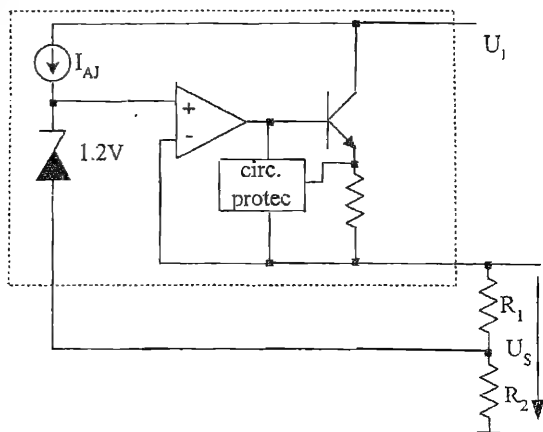 U_I
I_AJ
+
-
1.2V
circ.
protec
R_1
U_S
R_2